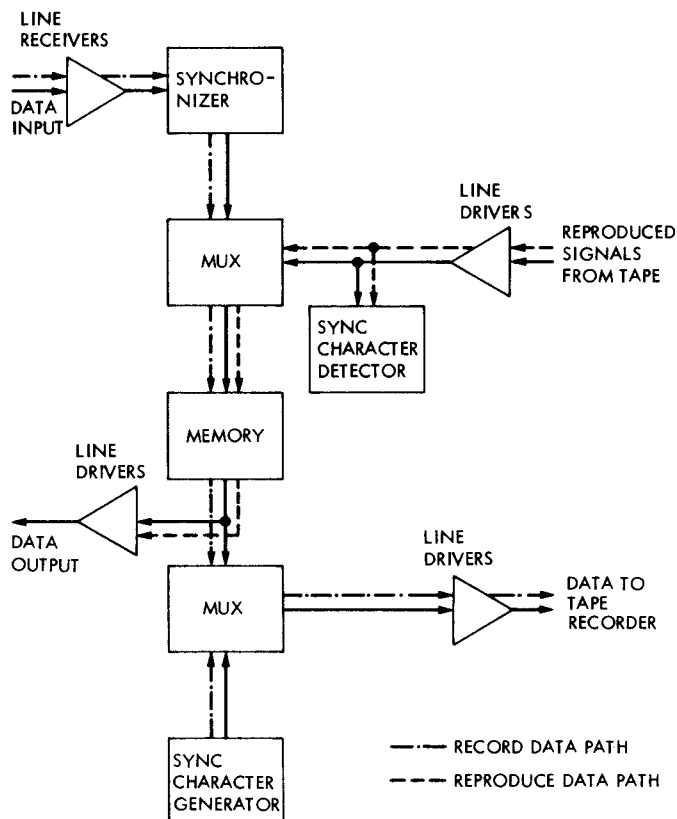 LINE
RECEIVERS
DATA
INPUT
SYNCHRO-
NIZER
MUX
LINE
DRIVERS
REPRODUCED
SIGNALS
FROM TAPE
SYNC
CHARACTER
DETECTOR
MEMORY
LINE
DRIVERS
DATA
OUTPUT
MUX
LINE
DRIVERS
DATA TO
TAPE
RECORDER
SYNC
CHARACTER
GENERATOR
RECORD DATA PATH
REPRODUCE DATA PATH